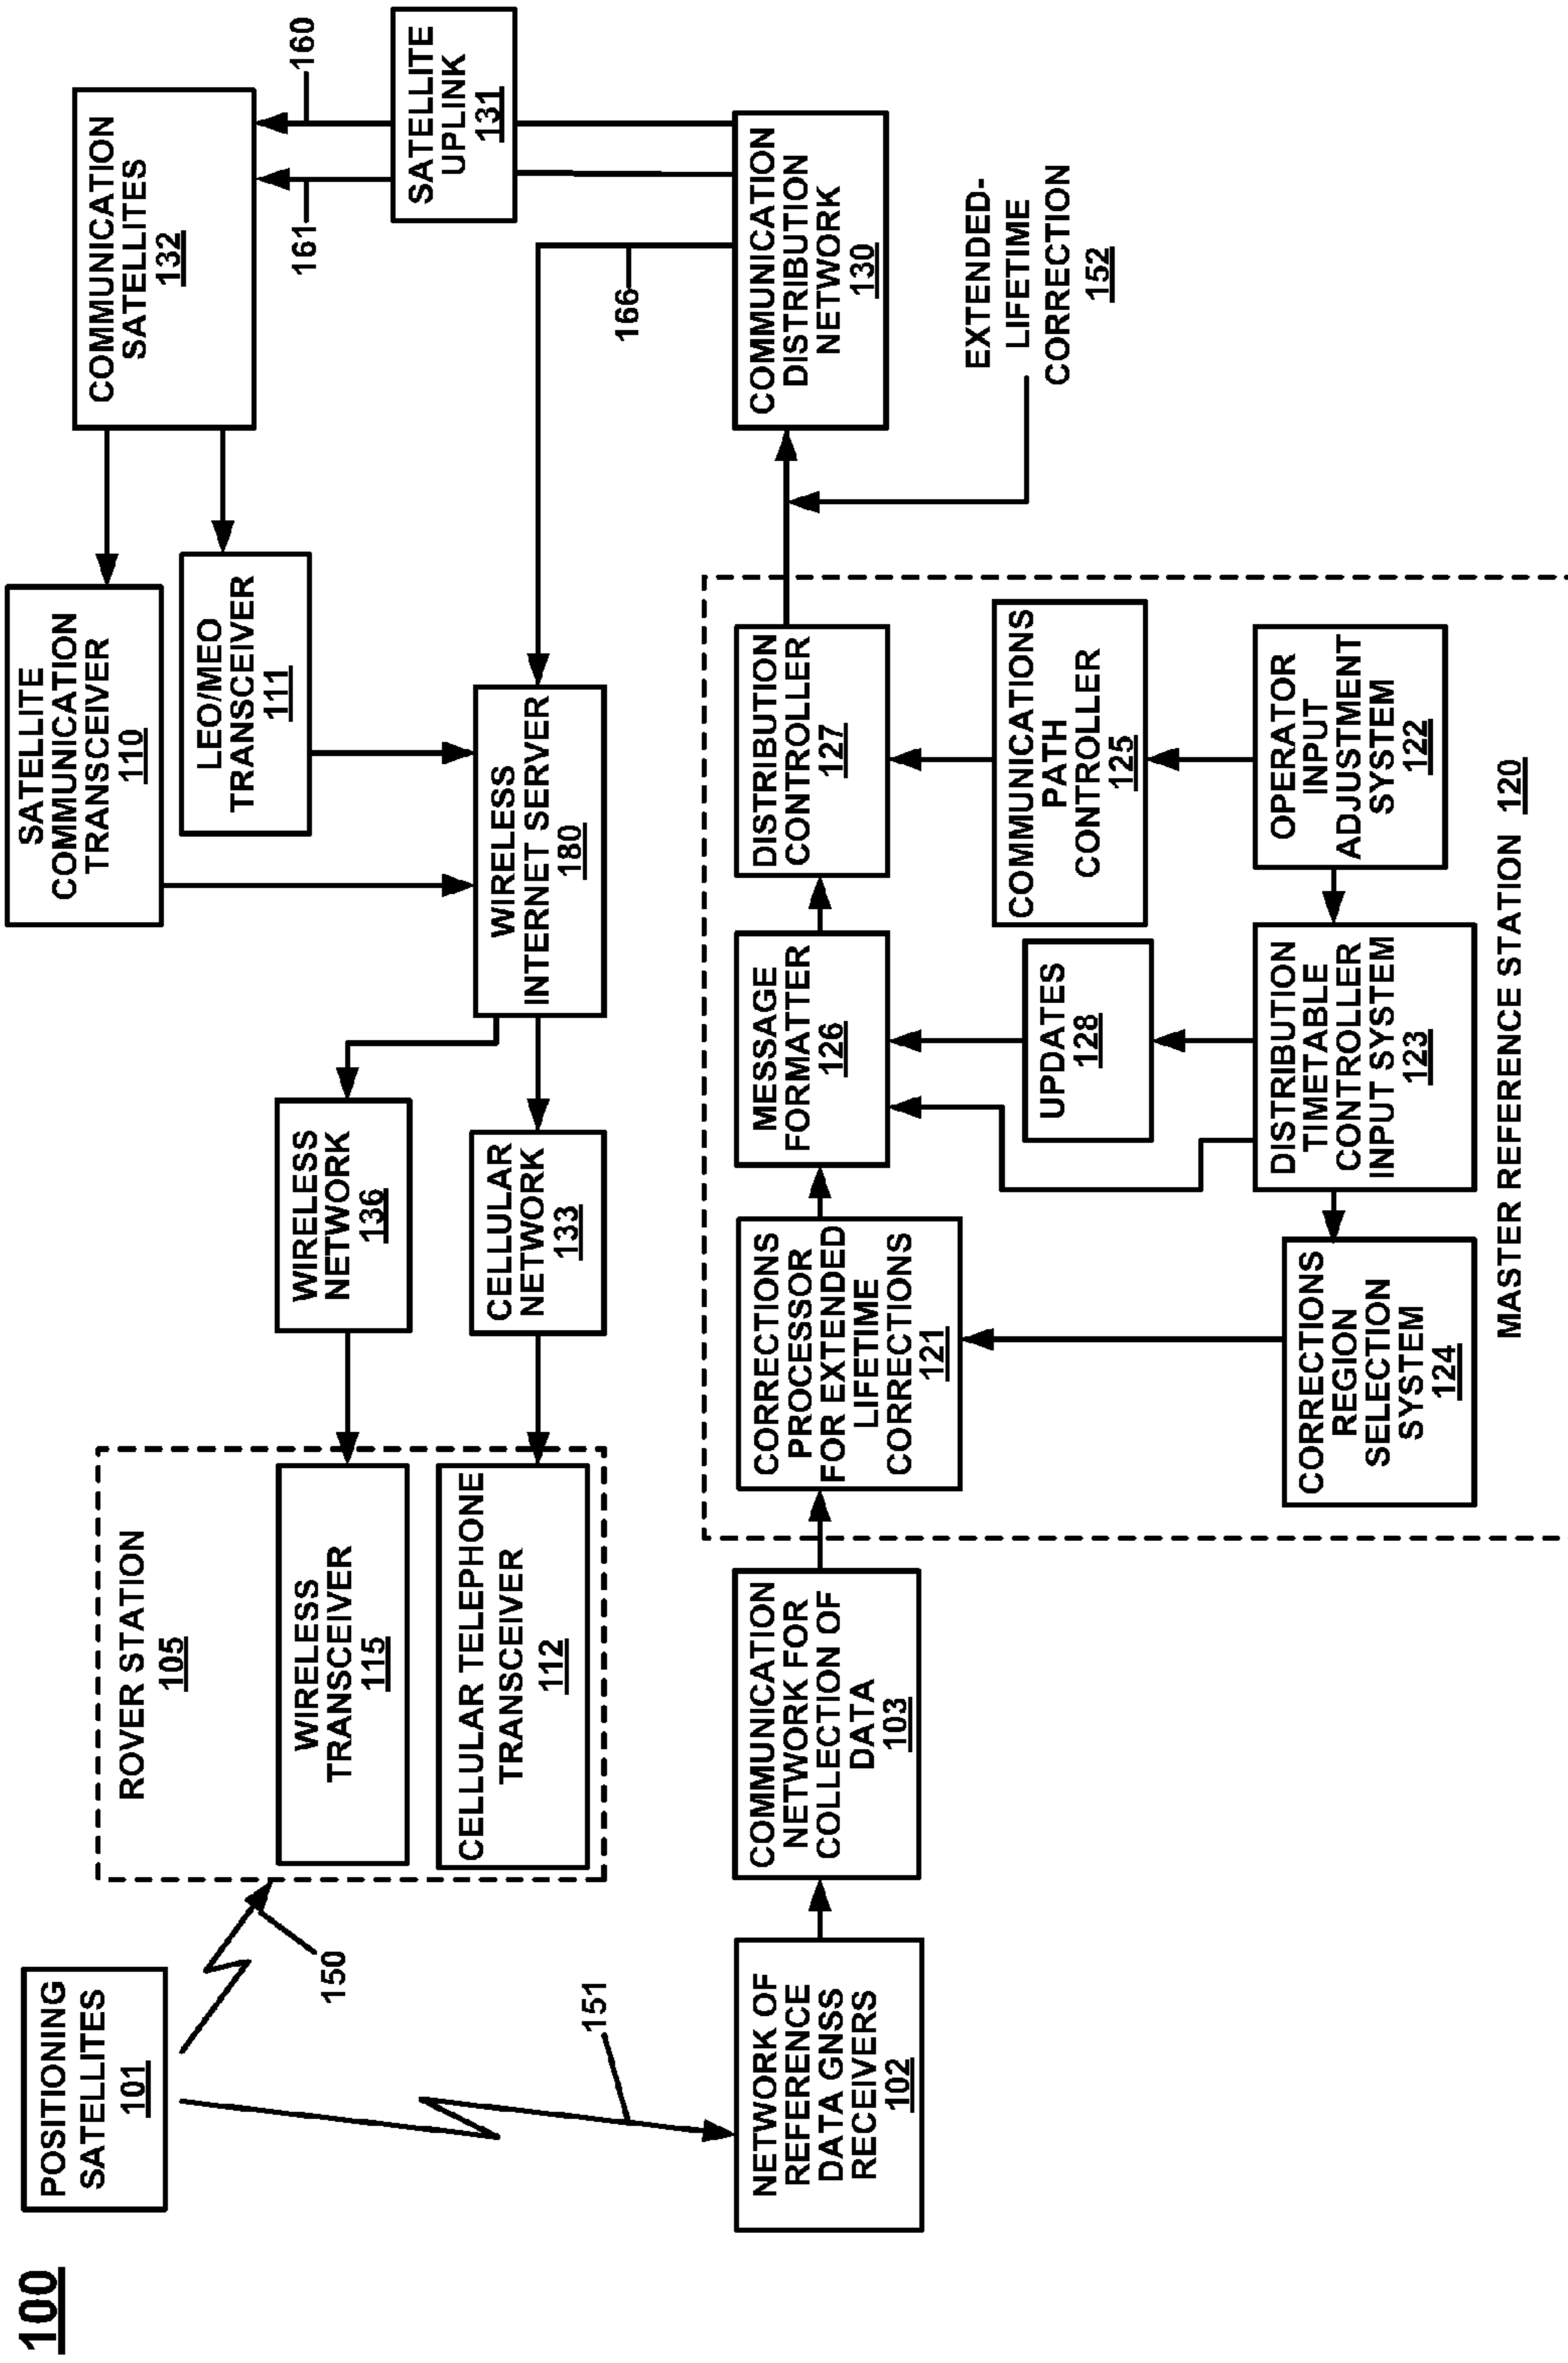 100
POSITIONING
SATELLITES
101
150
151
ROVER STATION
105
WIRELESS
TRANSCEIVER
115
CELLULAR TELEPHONE
TRANSCEIVER
112
WIRELESS
NETWORK
136
CELLULAR
NETWORK
133
SATELLITE
COMMUNICATION
TRANSCEIVER
110
LEO/MEO
TRANSCEIVER
111
WIRELESS
INTERNET SERVER
180
COMMUNICATION
SATELLITES
132
161
160
SATELLITE
UPLINK
131
166
NETWORK OF
REFERENCE
DATA GNSS
RECEIVERS
102
COMMUNICATION
NETWORK FOR
COLLECTION OF
DATA
103
CORRECTIONS
PROCESSOR
FOR EXTENDED
LIFETIME
CORRECTIONS
121
MESSAGE
FORMATTER
126
DISTRIBUTION
CONTROLLER
127
COMMUNICATION
DISTRIBUTION
NETWORK
130
EXTENDED-
LIFETIME
CORRECTION
152
UPDATES
128
COMMUNICATIONS
PATH
CONTROLLER
125
CORRECTIONS
REGION
SELECTION
SYSTEM
124
DISTRIBUTION
TIMETABLE
CONTROLLER
INPUT SYSTEM
123
OPERATOR
INPUT
ADJUSTMENT
SYSTEM
122
MASTER REFERENCE STATION 120